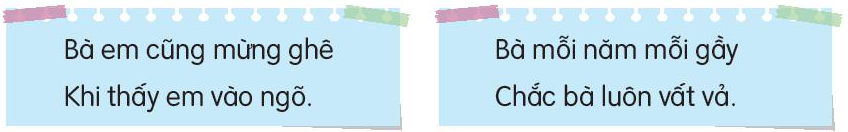 Bà em cũng mừng ghê
Khi thấy em vào ngõ.
Bà mỗi năm mỗi gầy
Chắc bà luôn vất vả.